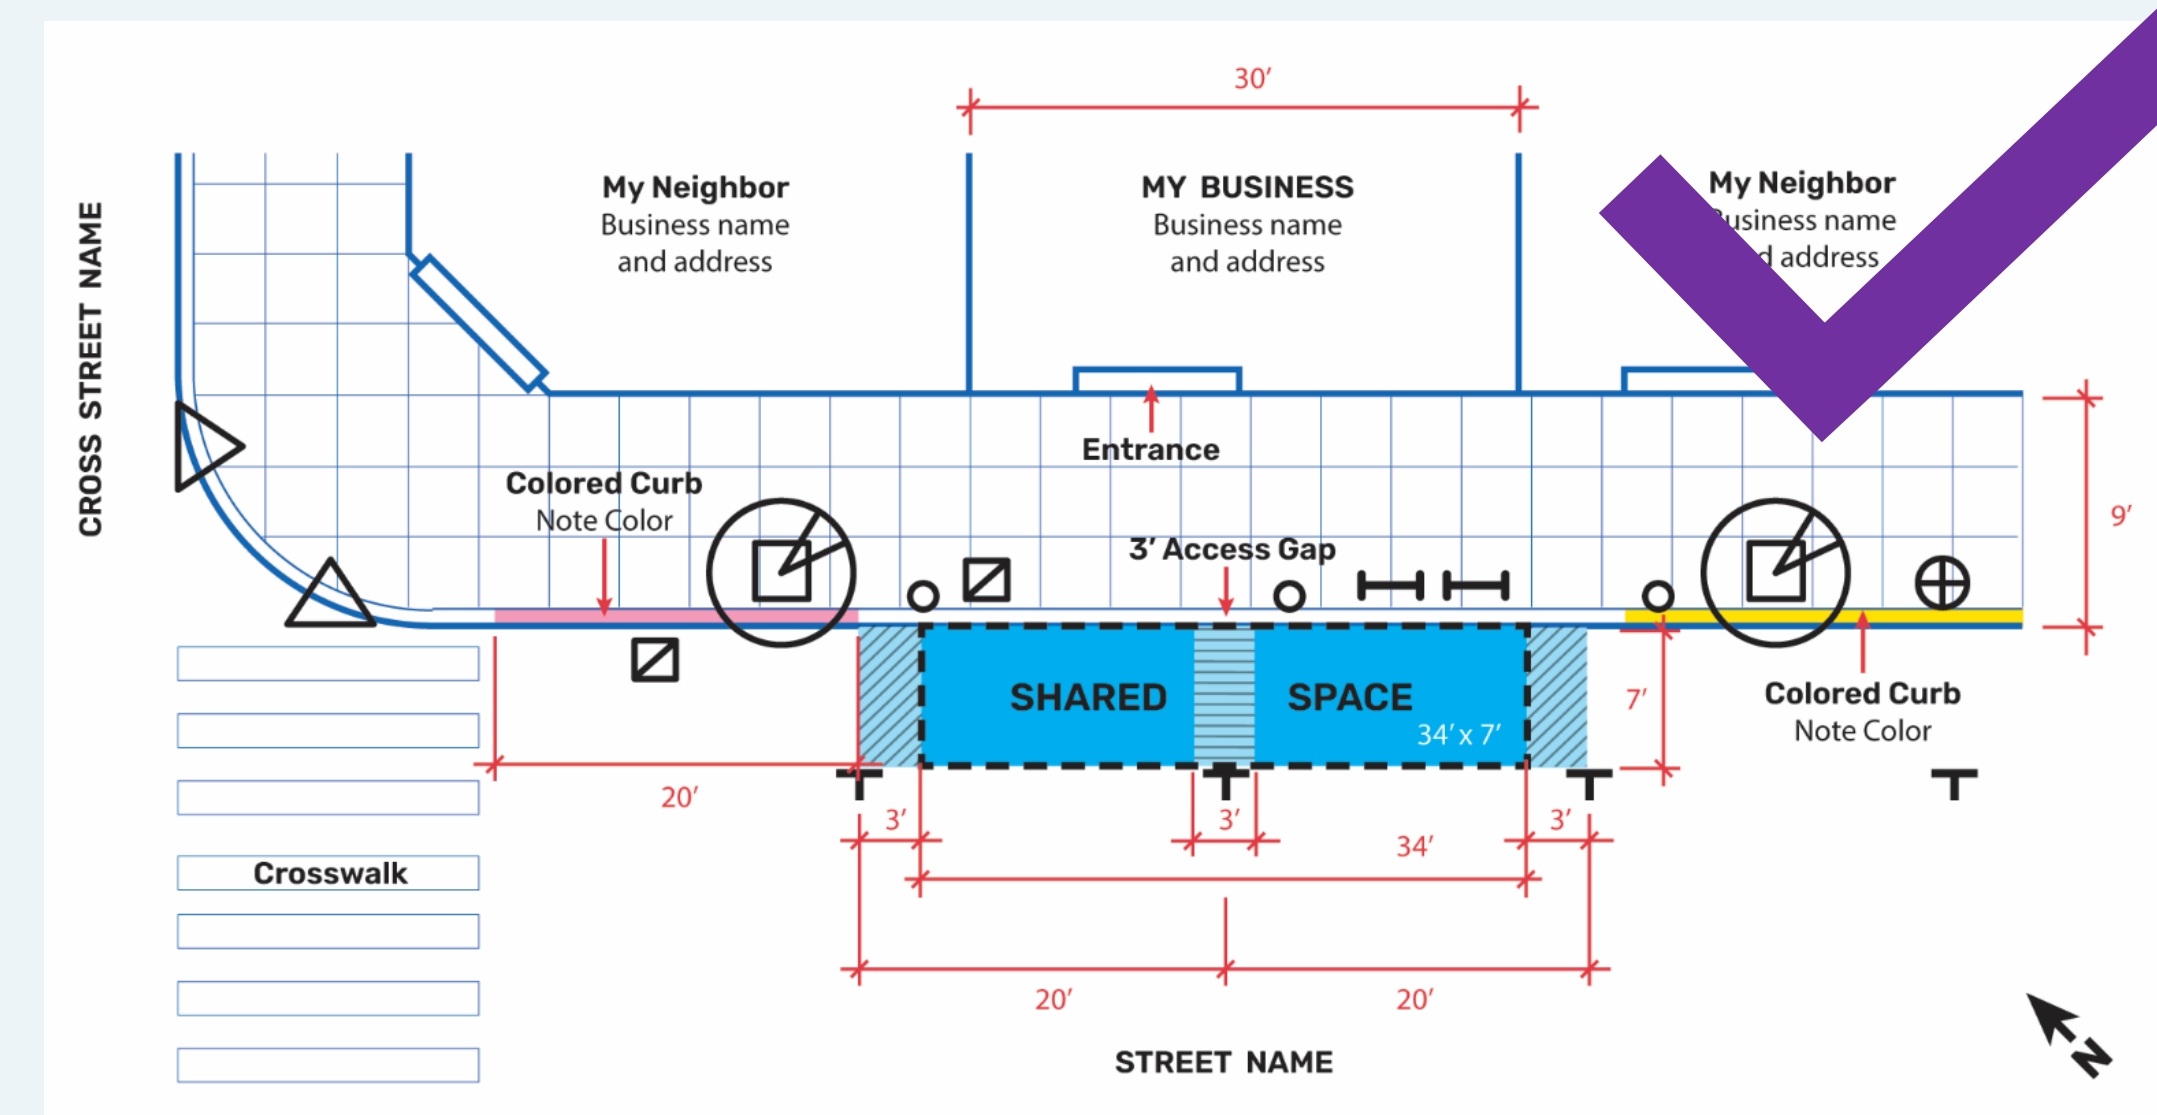 30′
CROSS STREET NAME
My Neighbor
Business name
and address
MY BUSINESS
Business name
and address
My Neighbor
usiness name
d address
Entrance
Colored Curb
Note Color
3′ Access Gap
9′
SHARED SPACE
34′ x 7′
7′
Colored Curb
Note Color
20′
3′
3′
34′
3′
Crosswalk
20′
20′
STREET NAME
N